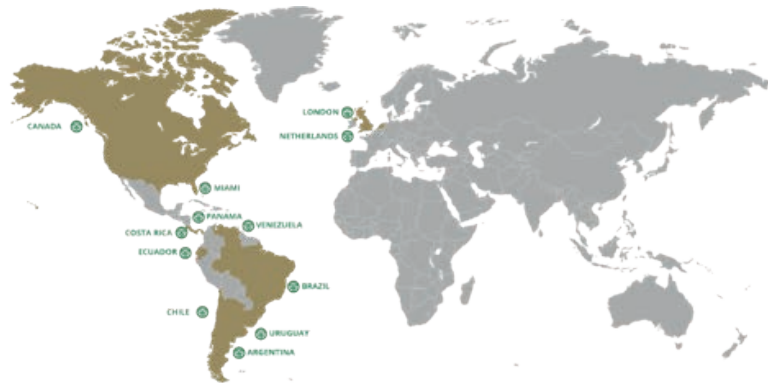 LONDON
CANADA
NETHERLANDS
MIAMI
PANAMA
VENEZUELA
COSTA RICA
ECUADOR
BRAZIL
CHILE
URUGUAY
ARGENTINA